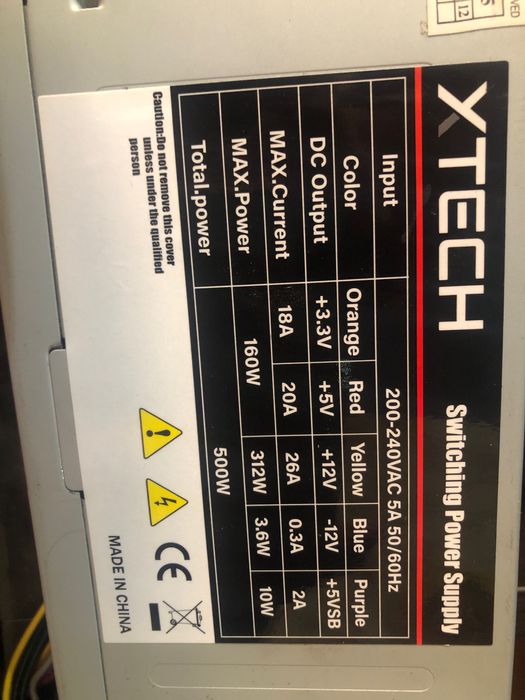 XTECH
Switching Power Supply
Input 200-240VAC 5A 50/60Hz
Color Orange Red Yellow Blue Purple
DC Output +3.3V +5V +12V -12V +5VSB
MAX.Current 18A 20A 26A 0.3A 2A
MAX.Power 160W 312W 3.6W 10W
Total.power 500W
Caution:Do not remove this cover
unless under the qualified
person
CE
MADE IN CHINA
12